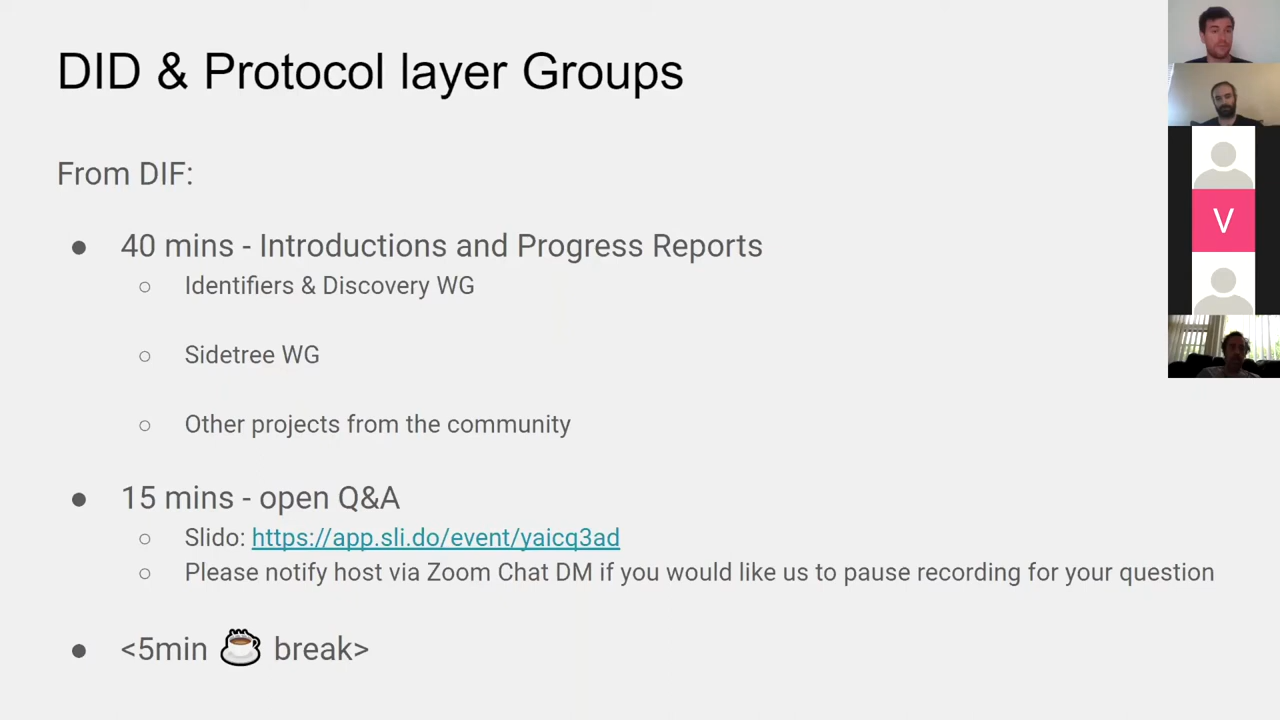 DID & Protocol layer Groups
From DIF:
● 40 mins - Introductions and Progress Reports
○ Identifiers & Discovery WG
○ Sidetree WG
○ Other projects from the community
● 15 mins - open Q&A
○ Slido: https://app.sli.do/event/yaicq3ad
○ Please notify host via Zoom Chat DM if you would like us to pause recording for your question
● <5min ☕ break>
V